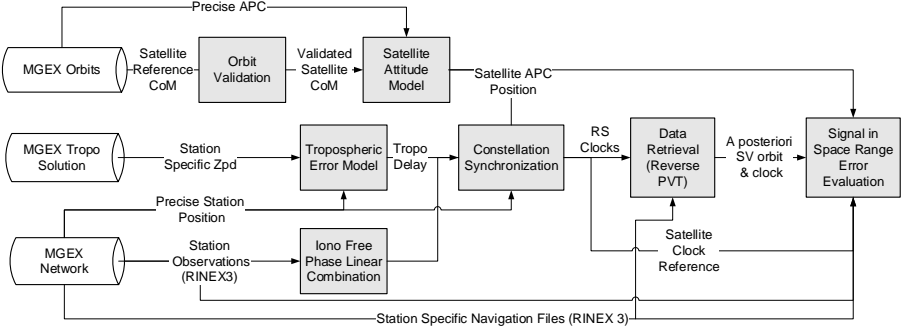 Precise APC
MGEX Orbits
Satellite
Reference
CoM
Orbit
Validation
Validated
Satellite
CoM
Satellite
Attitude
Model
Satellite APC
Position
MGEX Tropo
Solution
Station
Specific Zpd
Tropospheric
Error Model
Tropo
Delay
Constellation
Synchronization
RS
Clocks
Data
Retrieval
(Reverse
PVT)
A posteriori
SV orbit
& clock
Signal in
Space Range
Error
Evaluation
Precise Station
Position
MGEX
Network
Station
Observations
(RINEX3)
Iono Free
Phase Linear
Combination
Satellite
Clock
Reference
Station Specific Navigation Files (RINEX 3)